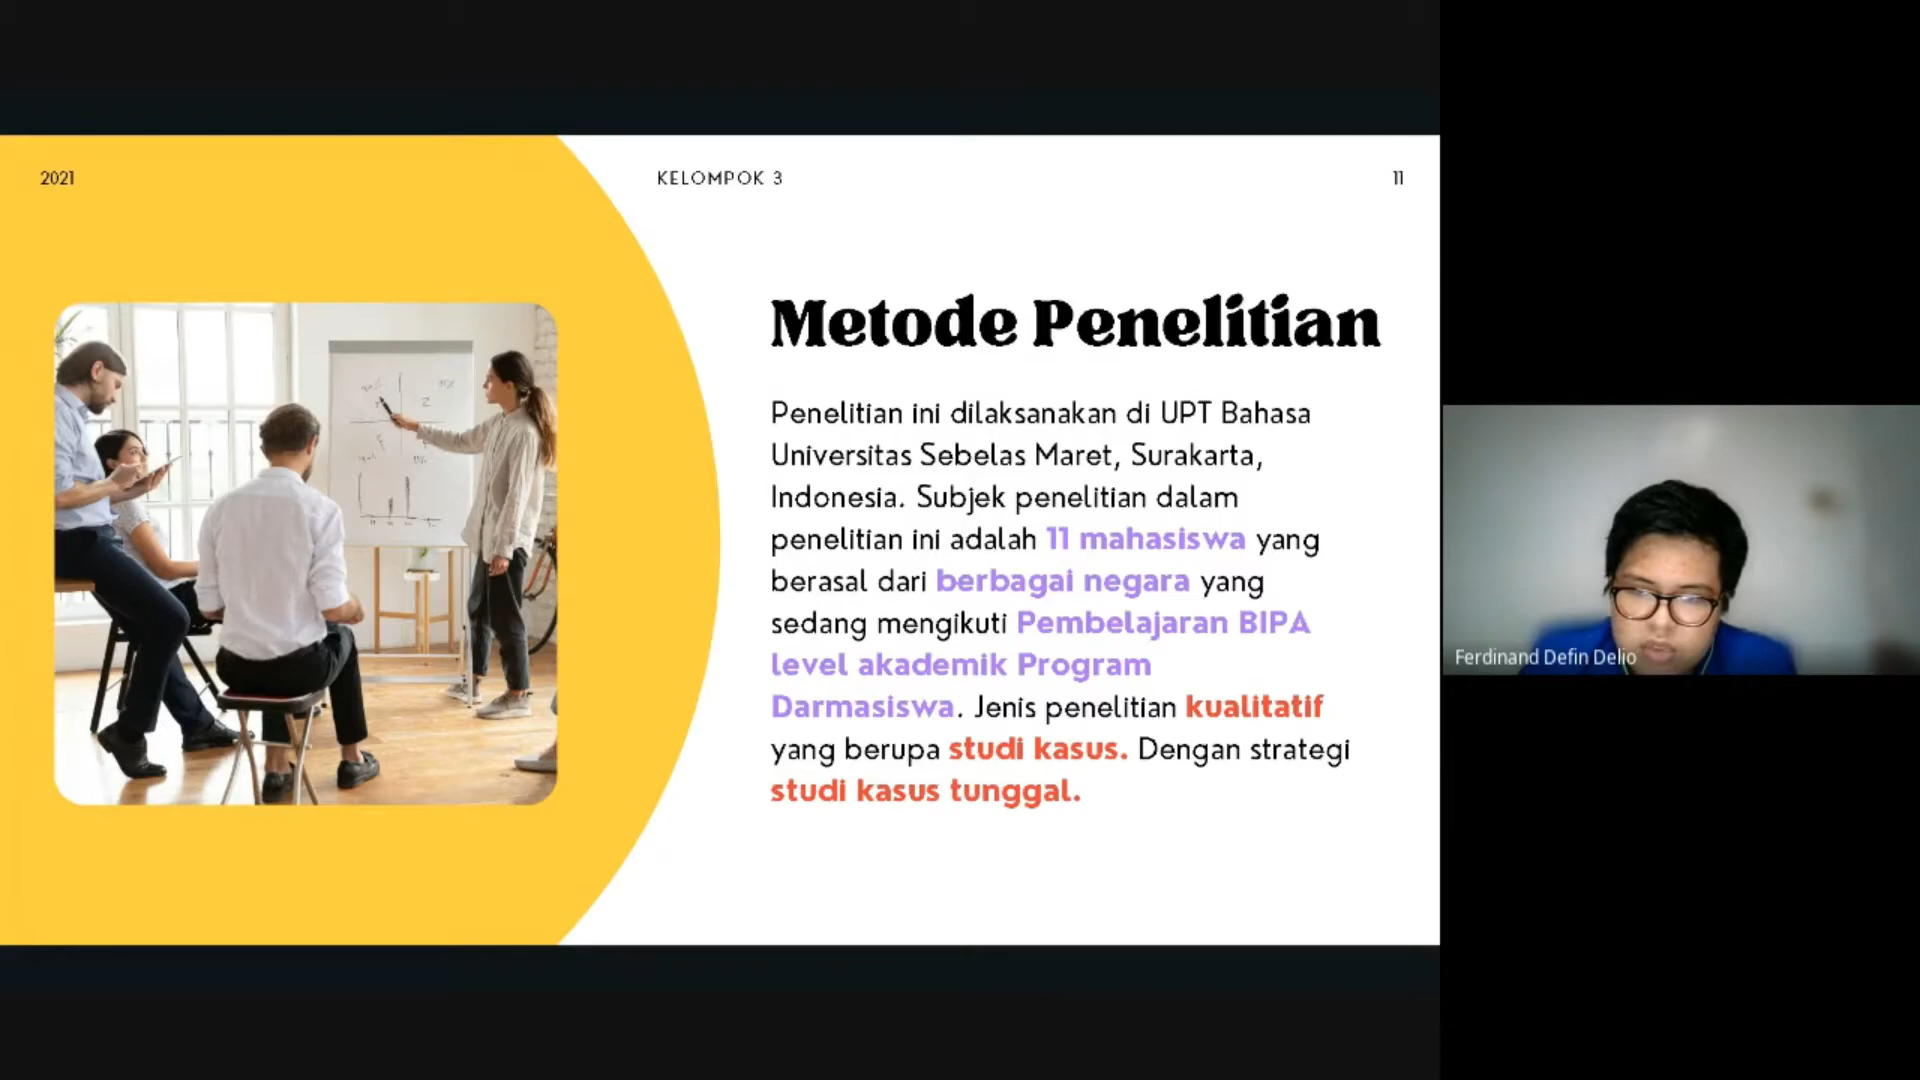 2021
KELOMPOK 3
11
Metode Penelitian
Penelitian ini dilaksanakan di UPT Bahasa
Universitas Sebelas Maret, Surakarta,
Indonesia. Subjek penelitian dalam
penelitian ini adalah 11 mahasiswa yang
berasal dari berbagai negara yang
sedang mengikuti Pembelajaran BIPA
level akademik Program
Darmasiswa. Jenis penelitian kualitatif
yang berupa studi kasus. Dengan strategi
studi kasus tunggal.
Ferdinand Defin Delio